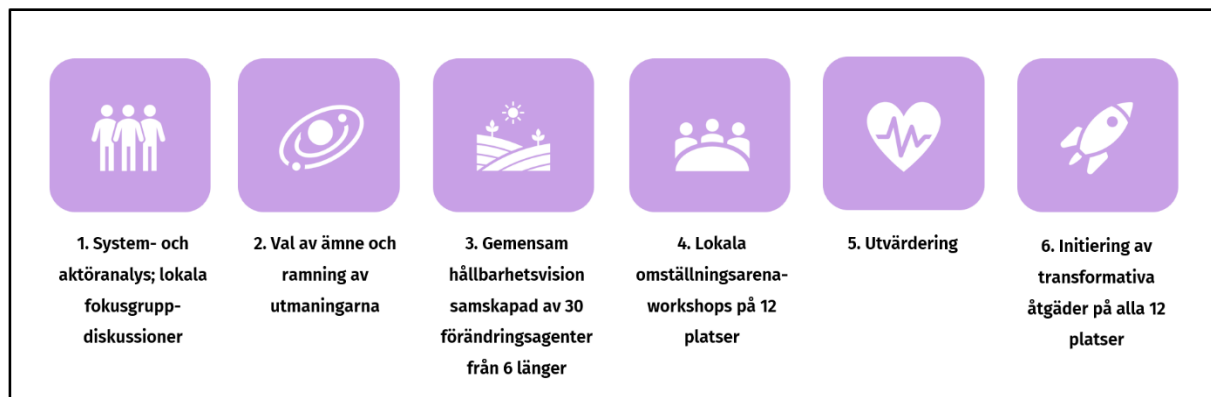 1. System- och
aktöranalys; lokala
fokusgrupp-
diskussioner
2. Val av ämne och
ramning av
utmaningarna
3. Gemensam
hållbarhetsvision
samskapad av 30
förändringsagenter
från 6 länger
4. Lokala
omställningsarena-
workshops på 12
platser
5. Utvärdering
6. Initiering av
transformativa
åtgäder på alla 12
platser